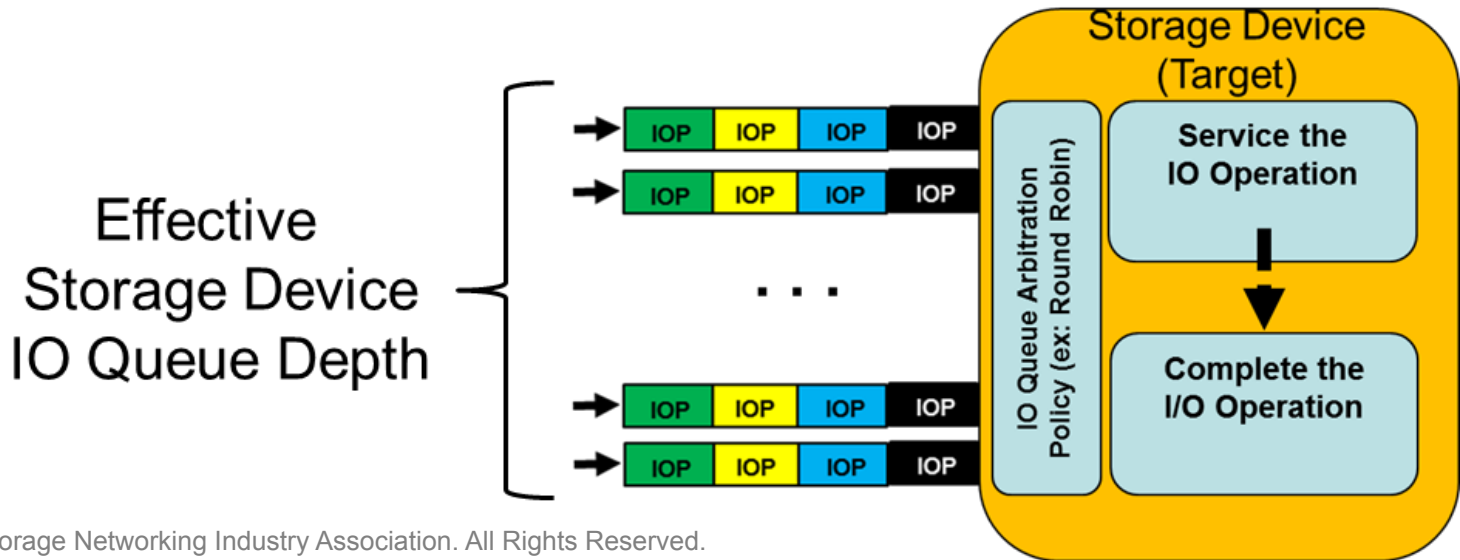 Effective
Storage Device
IO Queue Depth
IOP IOP IOP IOP
IOP IOP IOP IOP
. . .
IOP IOP IOP IOP
IOP IOP IOP IOP
Storage Device
(Target)
IO Queue Arbitration
Policy (ex: Round Robin)
Service the
IO Operation
Complete the
I/O Operation
Networking Industry Association. All Rights Reserved.